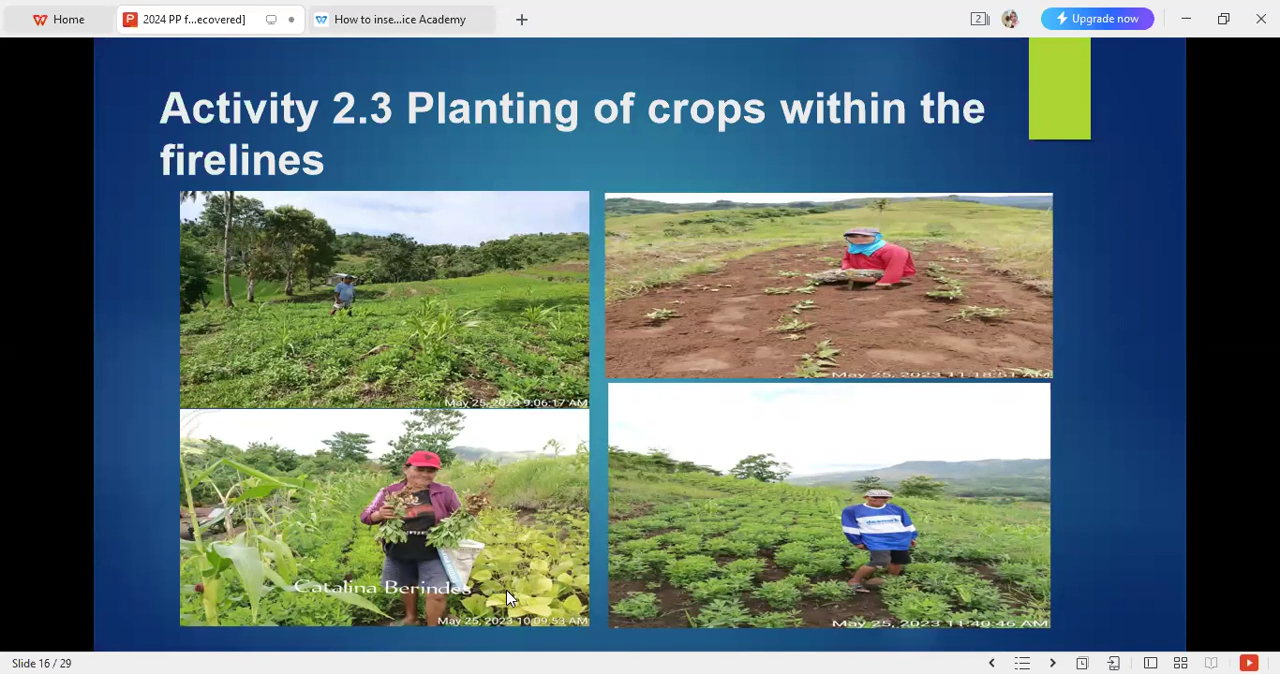 Home
2024 PP f...ecovered]
How to inse...ice Academy
2
Upgrade now
Activity 2.3 Planting of crops within the
firelines
May 25, 2023 9:06:17 AM
May 25, 2023 11:18:51 AM
Catalina Berindes
May 25, 2023 10:09:53 AM
May 25, 2023 11:40:46 AM
Slide 16 / 29